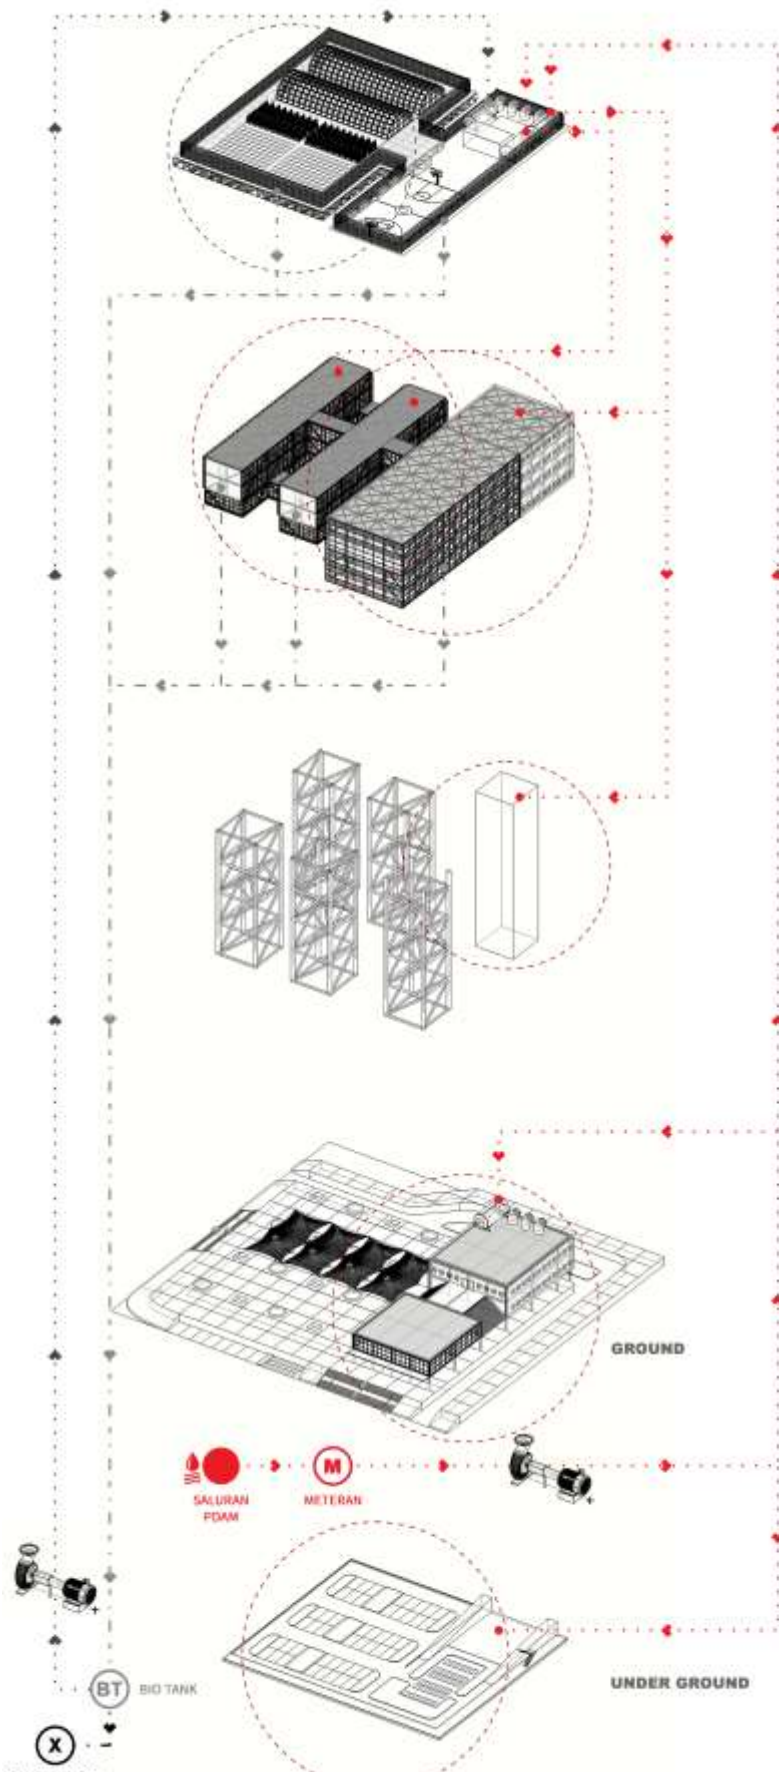 GROUND
M
SALURAN
PDAM
METERAN
UNDER GROUND
BT
BIO TANK
X